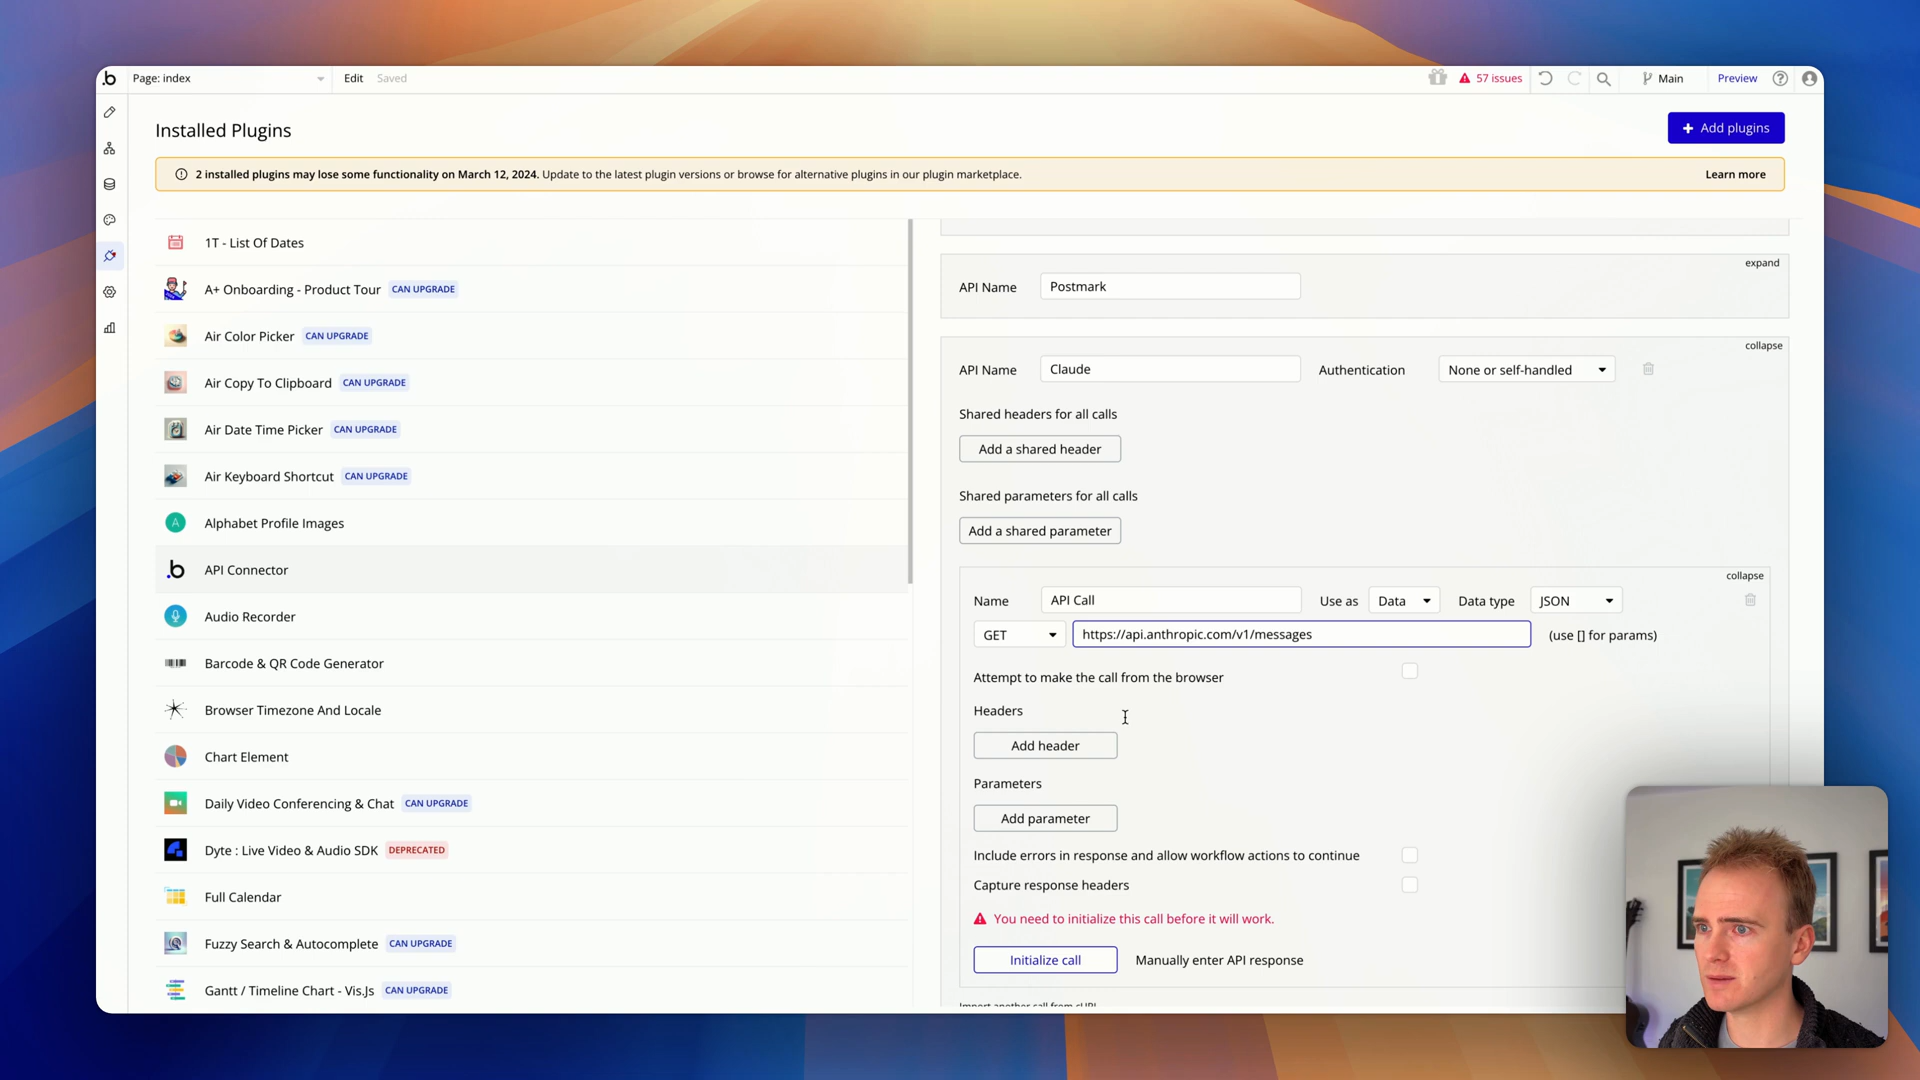 Page: index
Edit
Saved
57 issues
Main
Preview
Installed Plugins
+ Add plugins
2 installed plugins may lose some functionality on March 12, 2024. Update to the latest plugin versions or browse for alternative plugins in our plugin marketplace.
Learn more
1T - List Of Dates
A+ Onboarding - Product Tour CAN UPGRADE
Air Color Picker CAN UPGRADE
Air Copy To Clipboard CAN UPGRADE
Air Date Time Picker CAN UPGRADE
Air Keyboard Shortcut CAN UPGRADE
A Alphabet Profile Images
API Connector
Audio Recorder
Barcode & QR Code Generator
Browser Timezone And Locale
Chart Element
Daily Video Conferencing & Chat CAN UPGRADE
Dyte : Live Video & Audio SDK DEPRECATED
Full Calendar
Fuzzy Search & Autocomplete CAN UPGRADE
Gantt / Timeline Chart - Vis.Js CAN UPGRADE
expand
API Name Postmark
collapse
API Name Claude Authentication None or self-handled
Shared headers for all calls
Add a shared header
Shared parameters for all calls
Add a shared parameter
collapse
Name API Call Use as Data Data type JSON
GET https://api.anthropic.com/v1/messages (use [] for params)
Attempt to make the call from the browser
Headers
Add header
Parameters
Add parameter
Include errors in response and allow workflow actions to continue
Capture response headers
You need to initialize this call before it will work.
Initialize call Manually enter API response
Import another call from cURL